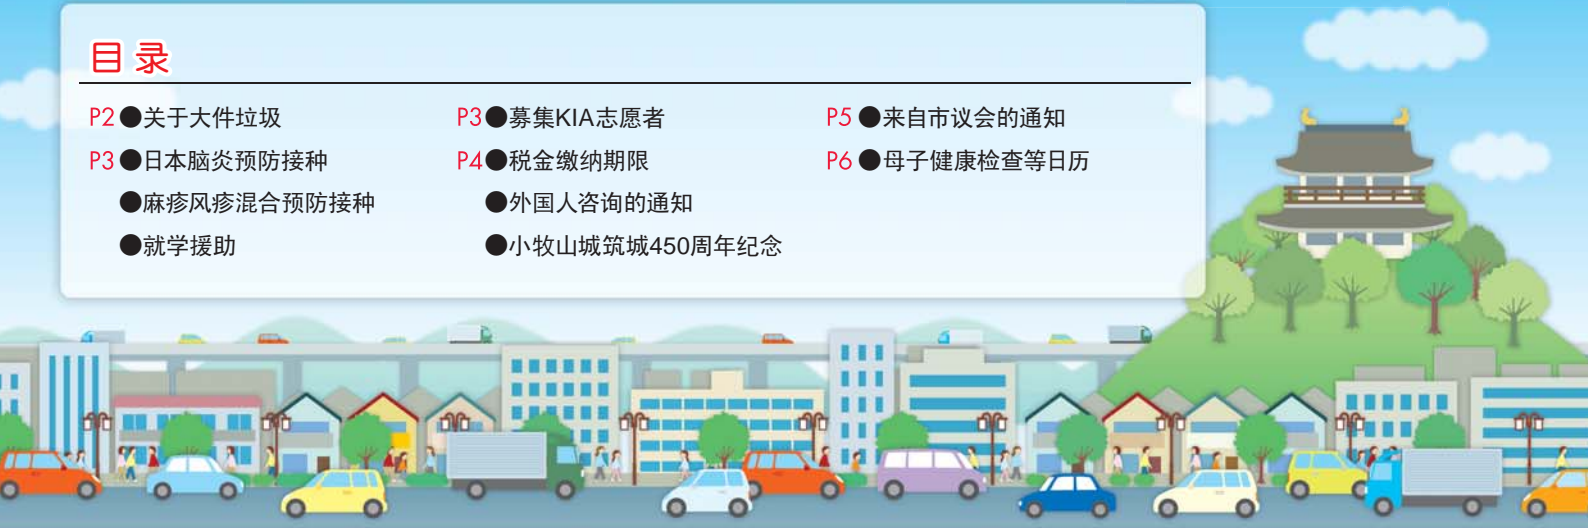 目录
P2●关于大件垃圾
P3●日本脑炎预防接种
●麻疹风疹混合预防接种
●就学援助
P3●募集KIA志愿者
P4●税金缴纳期限
●外国人咨询的通知
●小牧山城筑城450周年纪念
P5●来自市议会的通知
P6●母子健康检查等日历